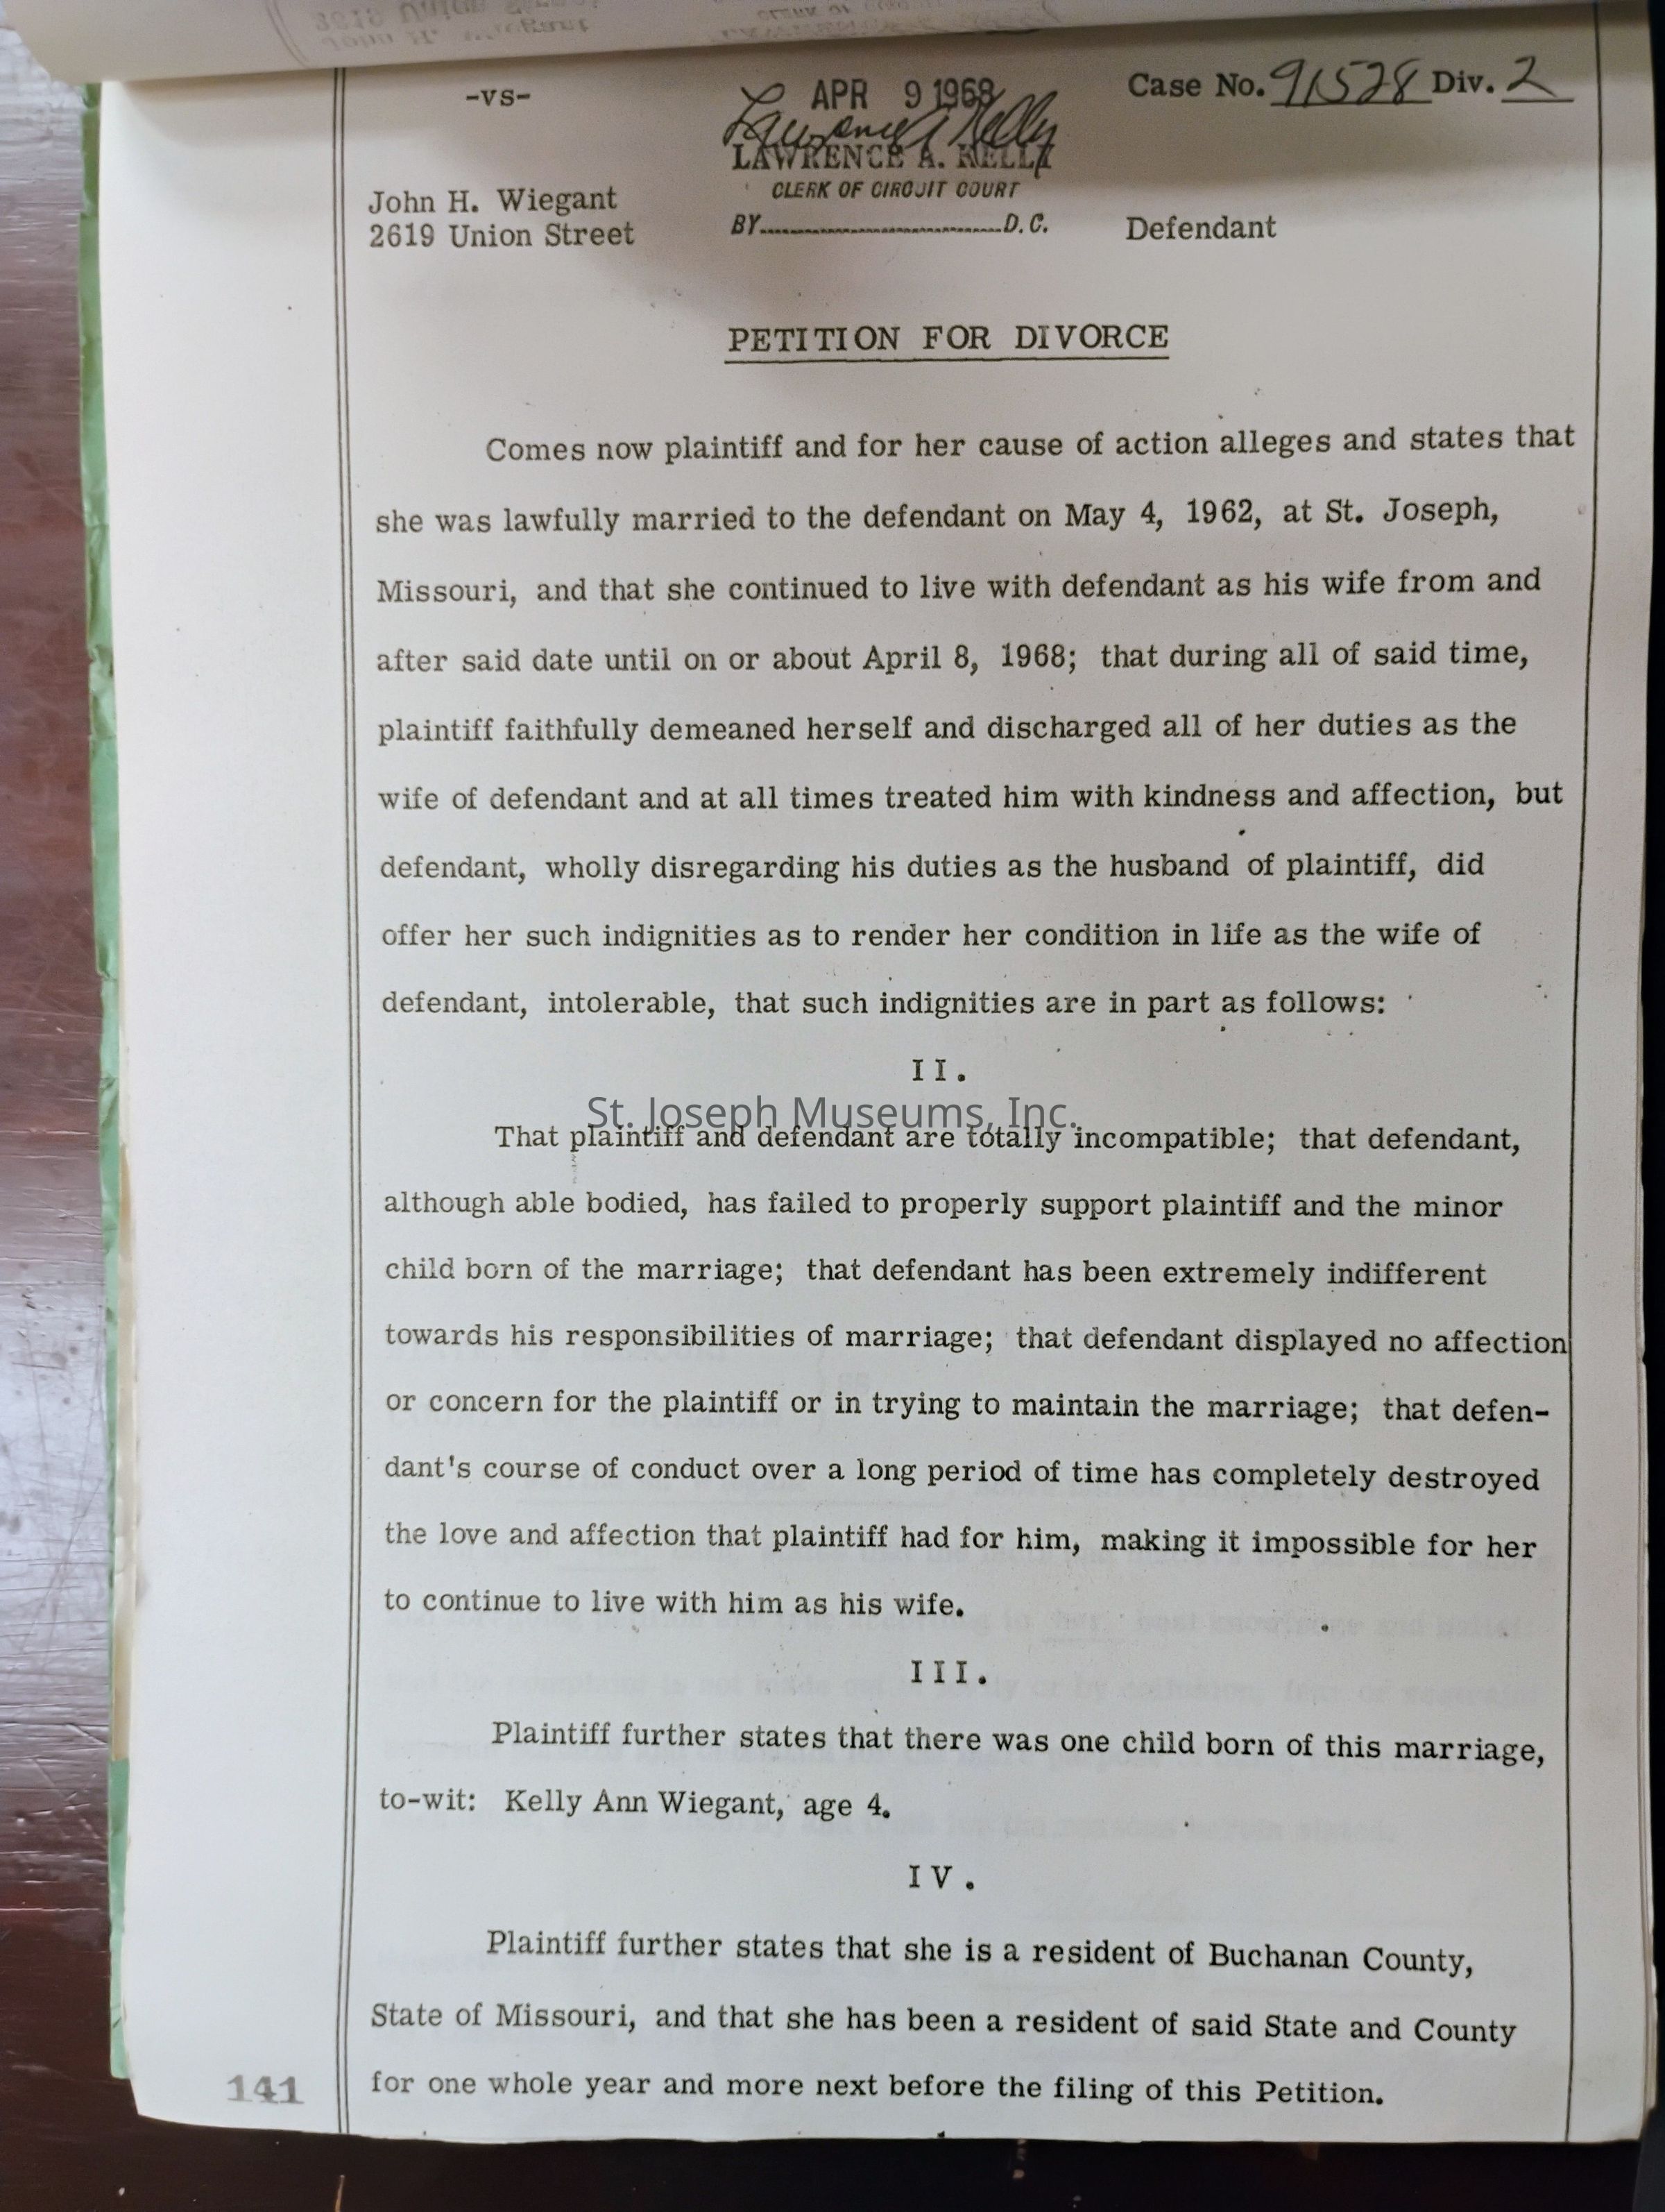 -vs-
APR 9 1968
Case No. 91528 Div. 2
Lawrence A Kelly
LAWRENCE A. KELLY
CLERK OF CIRCUIT COURT
John H. Wiegant
2619 Union Street
BY D.C.
Defendant
PETITION FOR DIVORCE
Comes now plaintiff and for her cause of action alleges and states that
she was lawfully married to the defendant on May 4, 1962, at St. Joseph,
Missouri, and that she continued to live with defendant as his wife from and
after said date until on or about April 8, 1968; that during all of said time,
plaintiff faithfully demeaned herself and discharged all of her duties as the
wife of defendant and at all times treated him with kindness and affection, but
defendant, wholly disregarding his duties as the husband of plaintiff, did
offer her such indignities as to render her condition in life as the wife of
defendant, intolerable, that such indignities are in part as follows:
II.
St. Joseph Museums, Inc.
That plaintiff and defendant are totally incompatible; that defendant,
although able bodied, has failed to properly support plaintiff and the minor
child born of the marriage; that defendant has been extremely indifferent
towards his responsibilities of marriage; that defendant displayed no affection
or concern for the plaintiff or in trying to maintain the marriage; that defen-
dant's course of conduct over a long period of time has completely destroyed
the love and affection that plaintiff had for him, making it impossible for her
to continue to live with him as his wife.
III.
Plaintiff further states that there was one child born of this marriage,
to-wit: Kelly Ann Wiegant, age 4.
IV.
Plaintiff further states that she is a resident of Buchanan County,
State of Missouri, and that she has been a resident of said State and County
for one whole year and more next before the filing of this Petition.
141